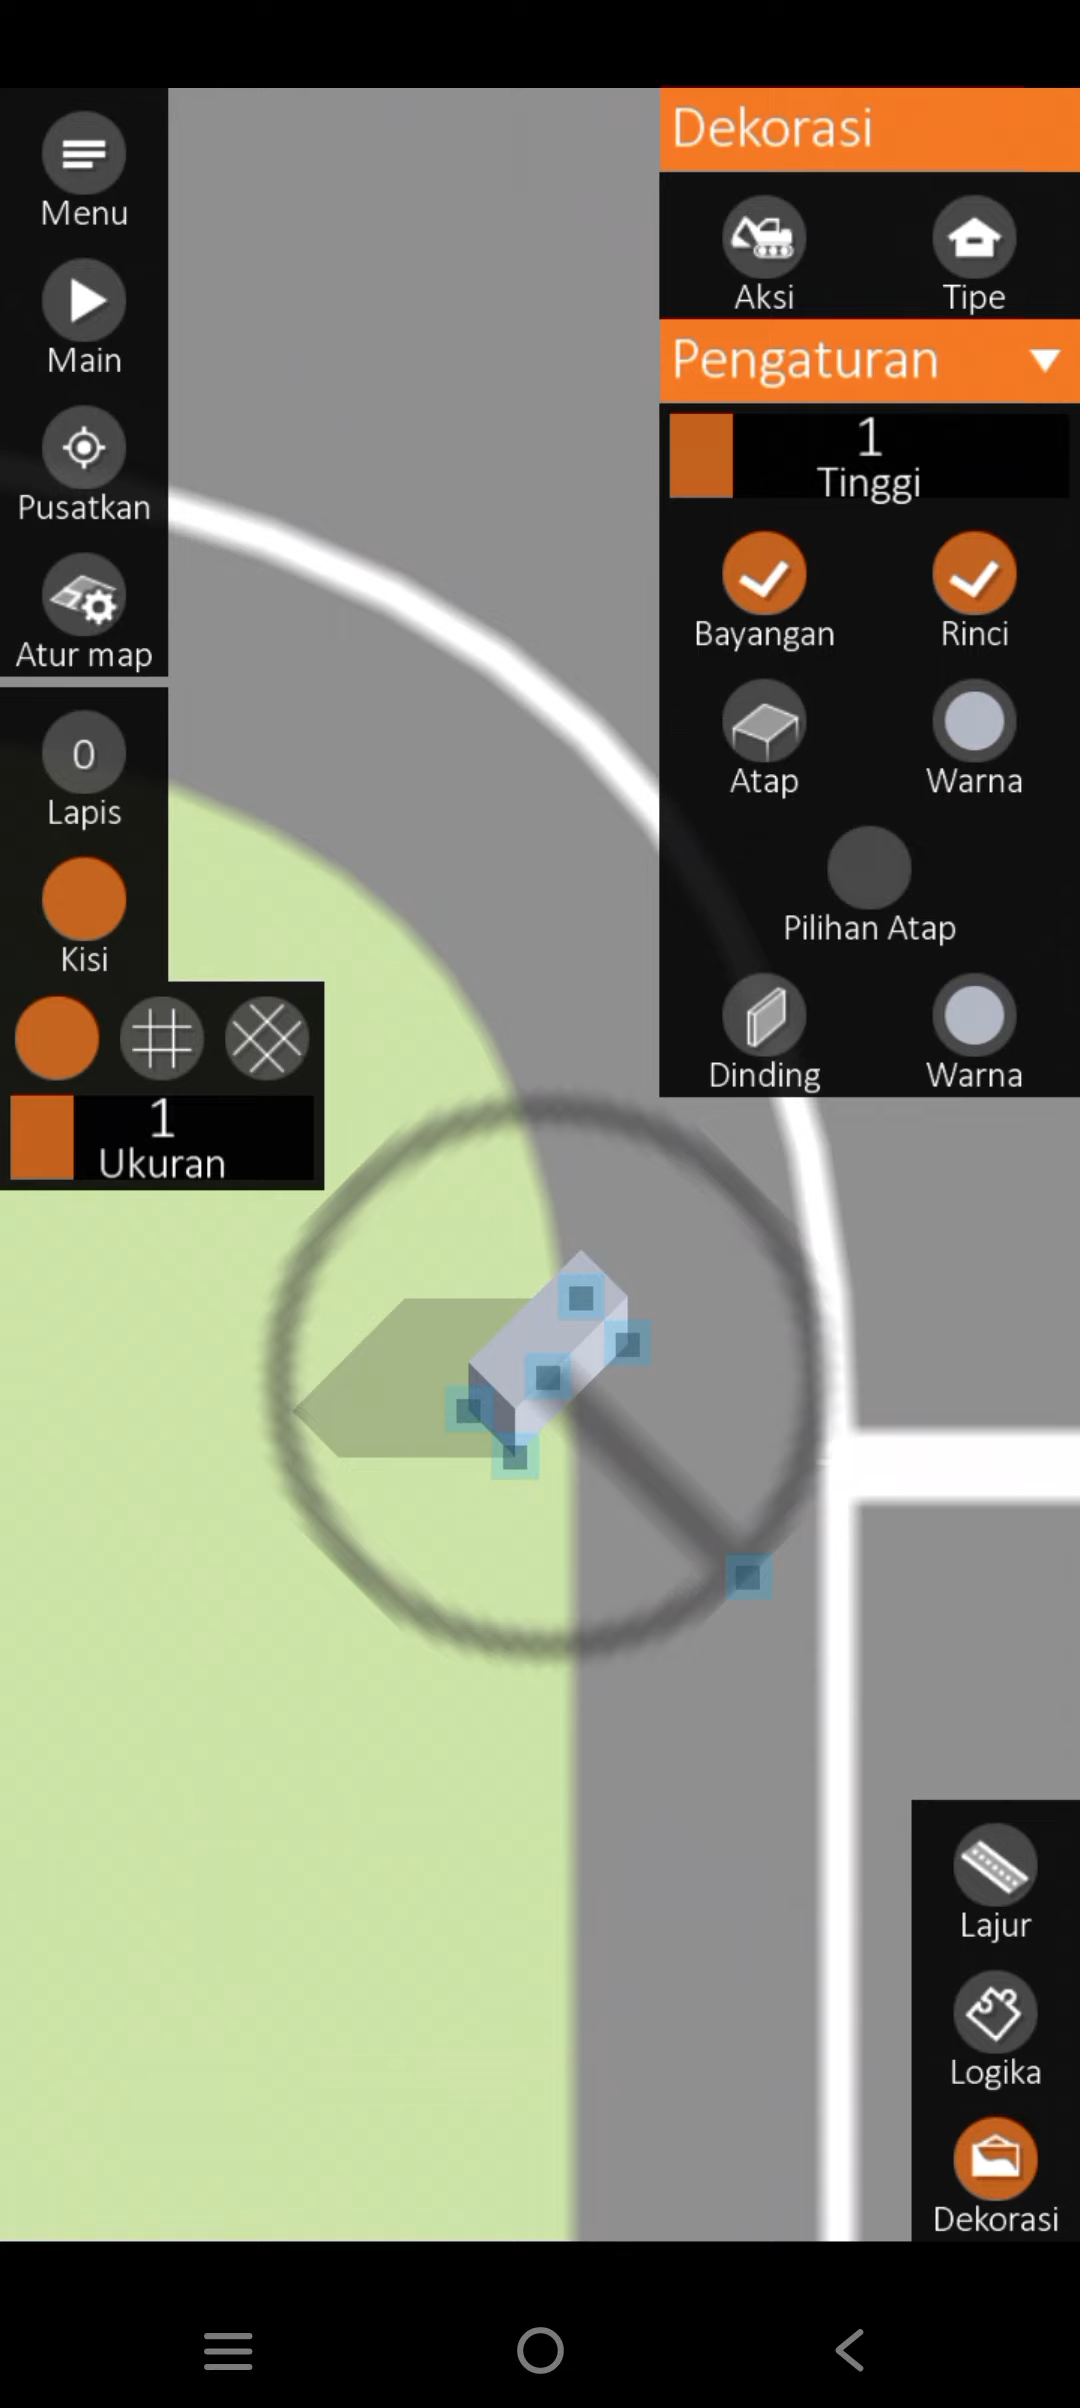 Menu
Main
Pusatkan
Atur map
0
Lapis
Kisi
1
Ukuran
Dekorasi
Aksi
Tipe
Pengaturan
1
Tinggi
Bayangan
Rinci
Atap
Warna
Pilihan Atap
Dinding
Warna
Lajur
Logika
Dekorasi